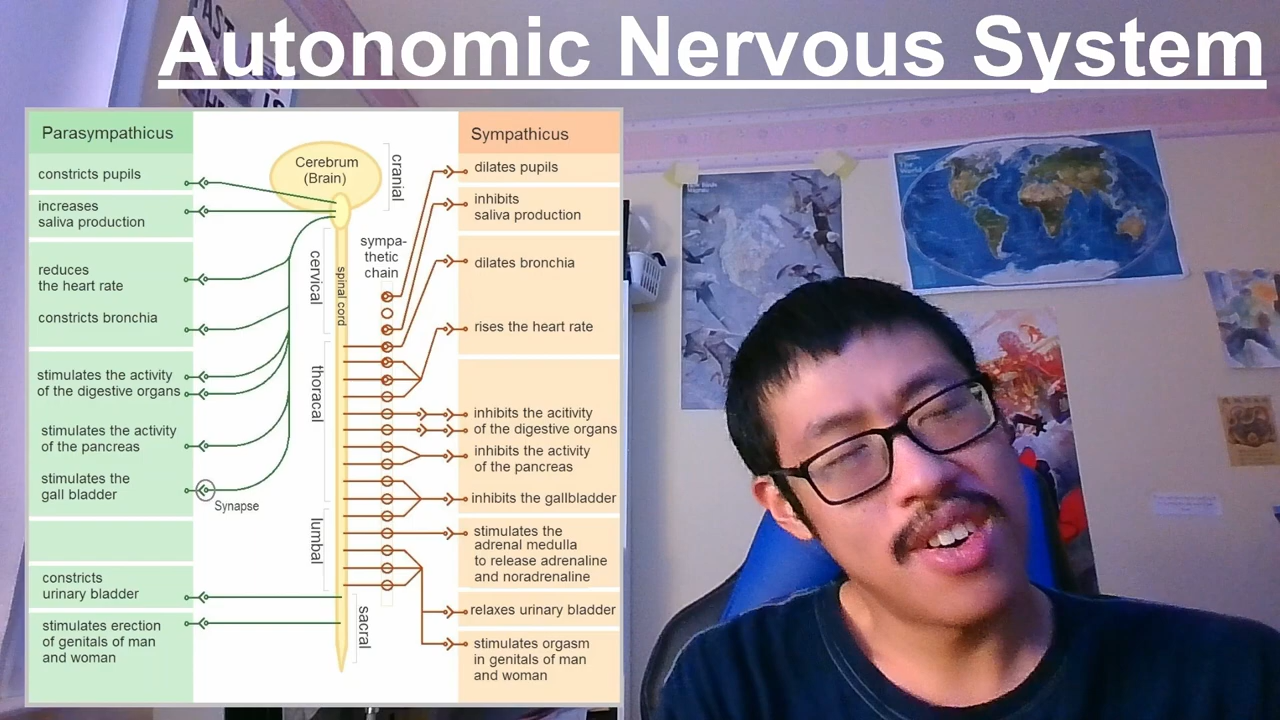 Autonomic Nervous System
Parasympathicus
constricts pupils
increases
saliva production
reduces
the heart rate
constricts bronchia
stimulates the activity
of the digestive organs
stimulates the activity
of the pancreas
stimulates the
gall bladder
constricts
urinary bladder
stimulates erection
of genitals of man
and woman
Cerebrum
(Brain)
cranial
sympa-
thetic
chain
cervical
spinal cord
thoracal
Synapse
lumbal
sacral
Sympathicus
dilates pupils
inhibits
saliva production
dilates bronchia
rises the heart rate
inhibits the acitivity
of the digestive organs
inhibits the activity
of the pancreas
inhibits the gallbladder
stimulates the
adrenal medulla
to release adrenaline
and noradrenaline
relaxes urinary bladder
stimulates orgasm
in genitals of man
and woman